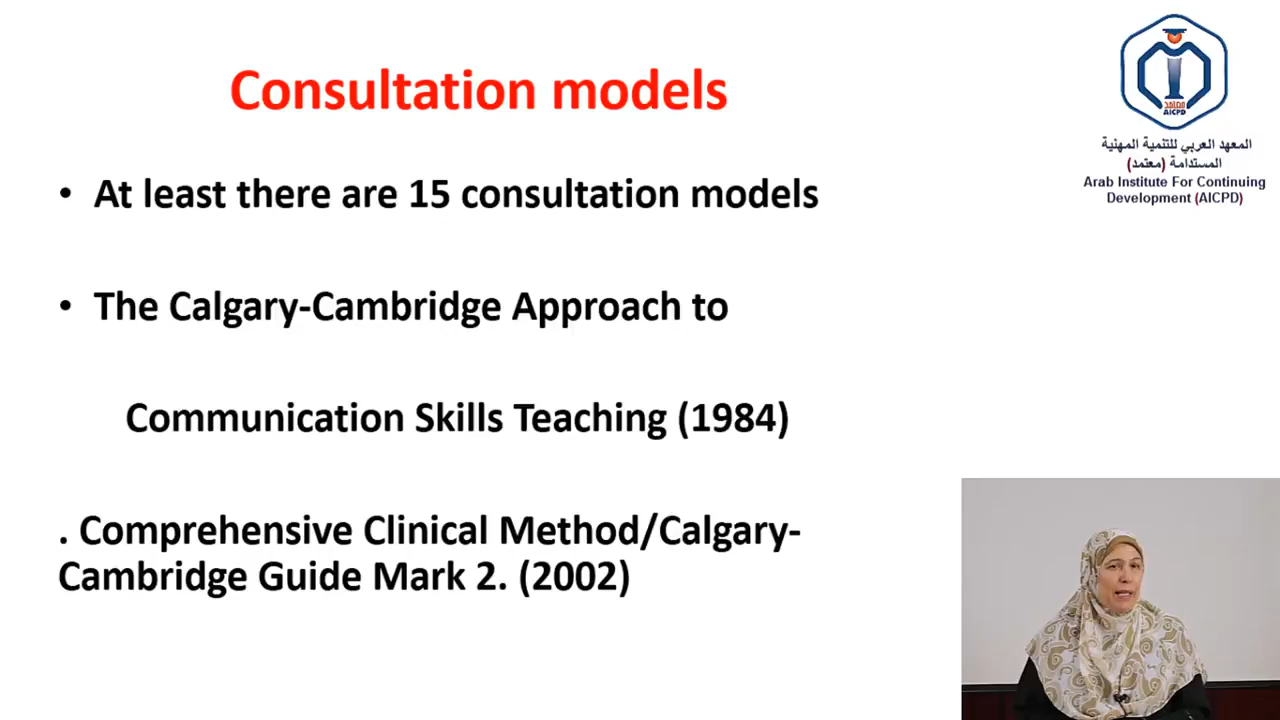 Consultation models
• At least there are 15 consultation models
• The Calgary-Cambridge Approach to
Communication Skills Teaching (1984)
. Comprehensive Clinical Method/Calgary-
Cambridge Guide Mark 2. (2002)
معتمد
AICPD
المعهد العربي للتنمية المهنية
المستدامة (معتمد)
Arab Institute For Continuing
Development (AICPD)